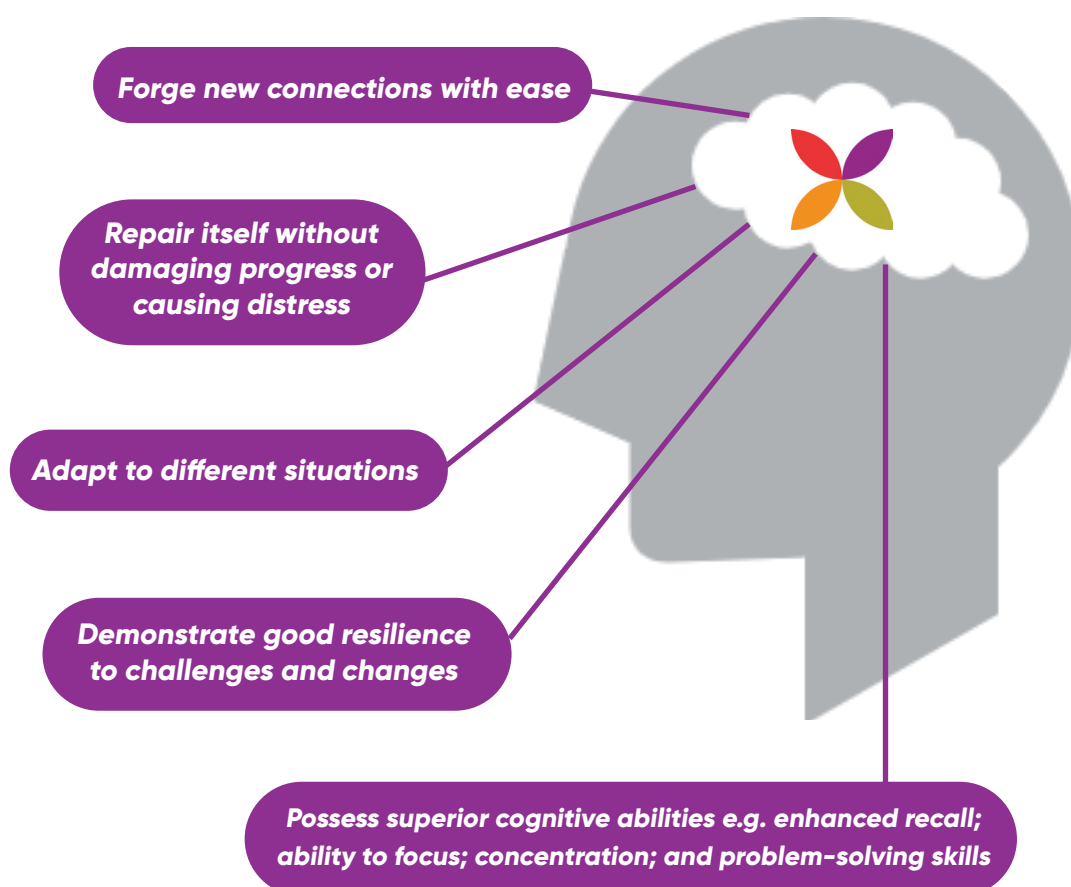 Forge new connections with ease
Repair itself without
damaging progress or
causing distress
Adapt to different situations
Demonstrate good resilience
to challenges and changes
Possess superior cognitive abilities e.g. enhanced recall;
ability to focus; concentration; and problem-solving skills